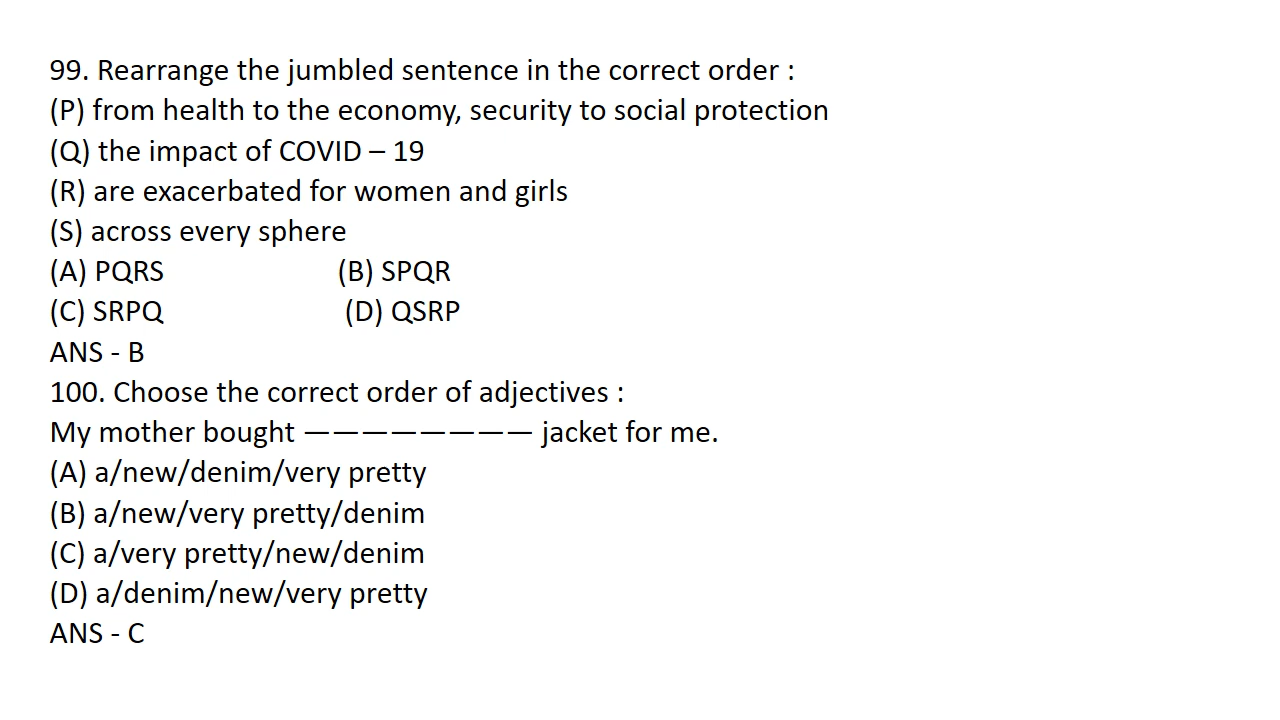 99. Rearrange the jumbled sentence in the correct order :
(P) from health to the economy, security to social protection
(Q) the impact of COVID – 19
(R) are exacerbated for women and girls
(S) across every sphere
(A) PQRS (B) SPQR
(C) SRPQ (D) QSRP
ANS - B
100. Choose the correct order of adjectives :
My mother bought ———————— jacket for me.
(A) a/new/denim/very pretty
(B) a/new/very pretty/denim
(C) a/very pretty/new/denim
(D) a/denim/new/very pretty
ANS - C